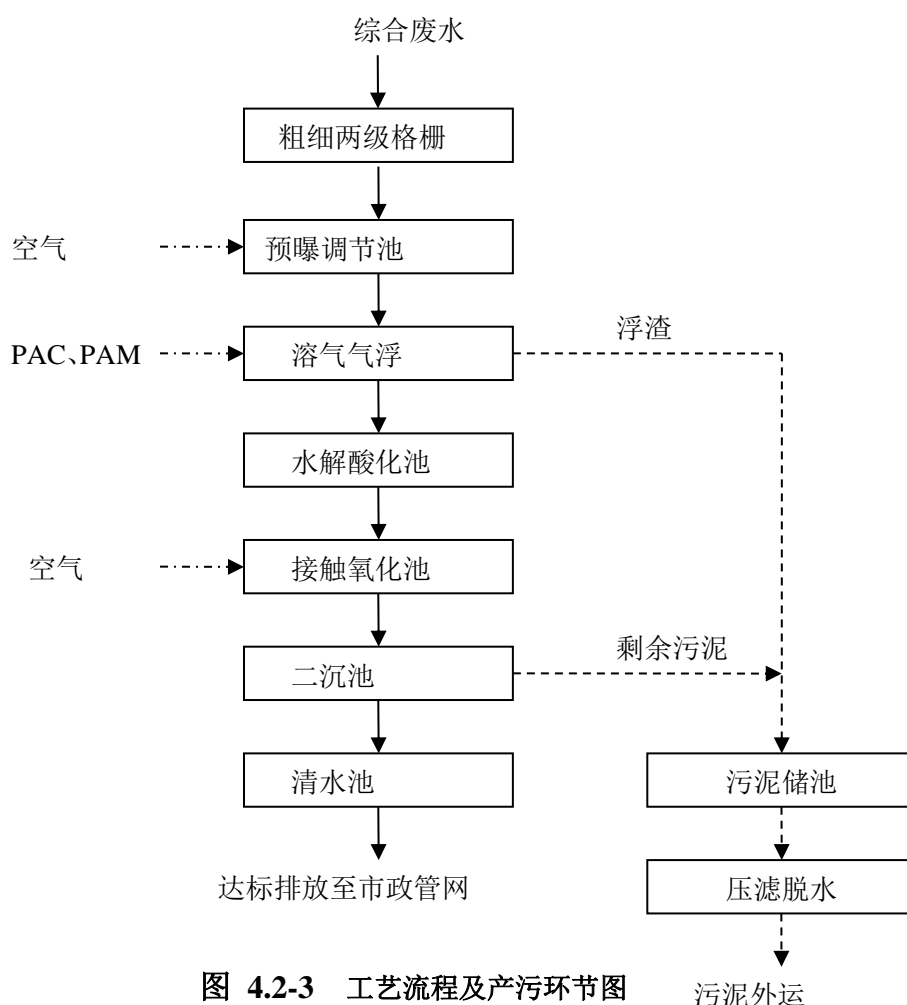 综合废水
粗细两级格栅
空气
预曝调节池
浮渣
PAC、PAM
溶气气浮
水解酸化池
空气
接触氧化池
剩余污泥
二沉池
清水池
污泥储池
达标排放至市政管网
压滤脱水
图 4.2-3 工艺流程及产污环节图
污泥外运